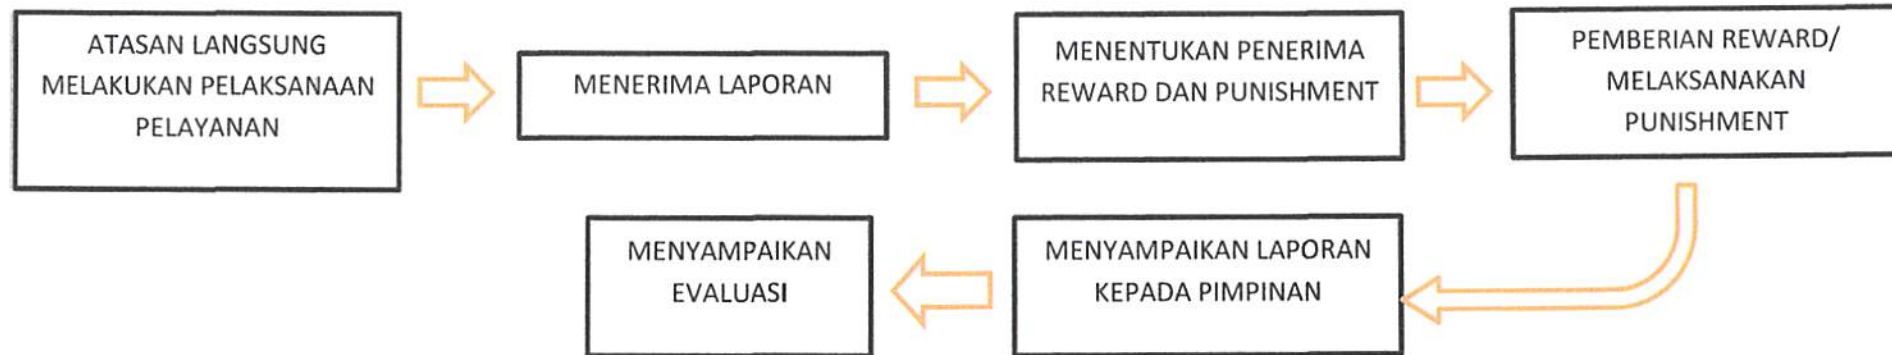 ATASAN LANGSUNG
MELAKUKAN PELAKSANAAN
PELAYANAN
MENERIMA LAPORAN
MENENTUKAN PENERIMA
REWARD DAN PUNISHMENT
PEMBERIAN REWARD/
MELAKSANAKAN
PUNISHMENT
MENYAMPAIKAN LAPORAN
KEPADA PIMPINAN
MENYAMPAIKAN
EVALUASI